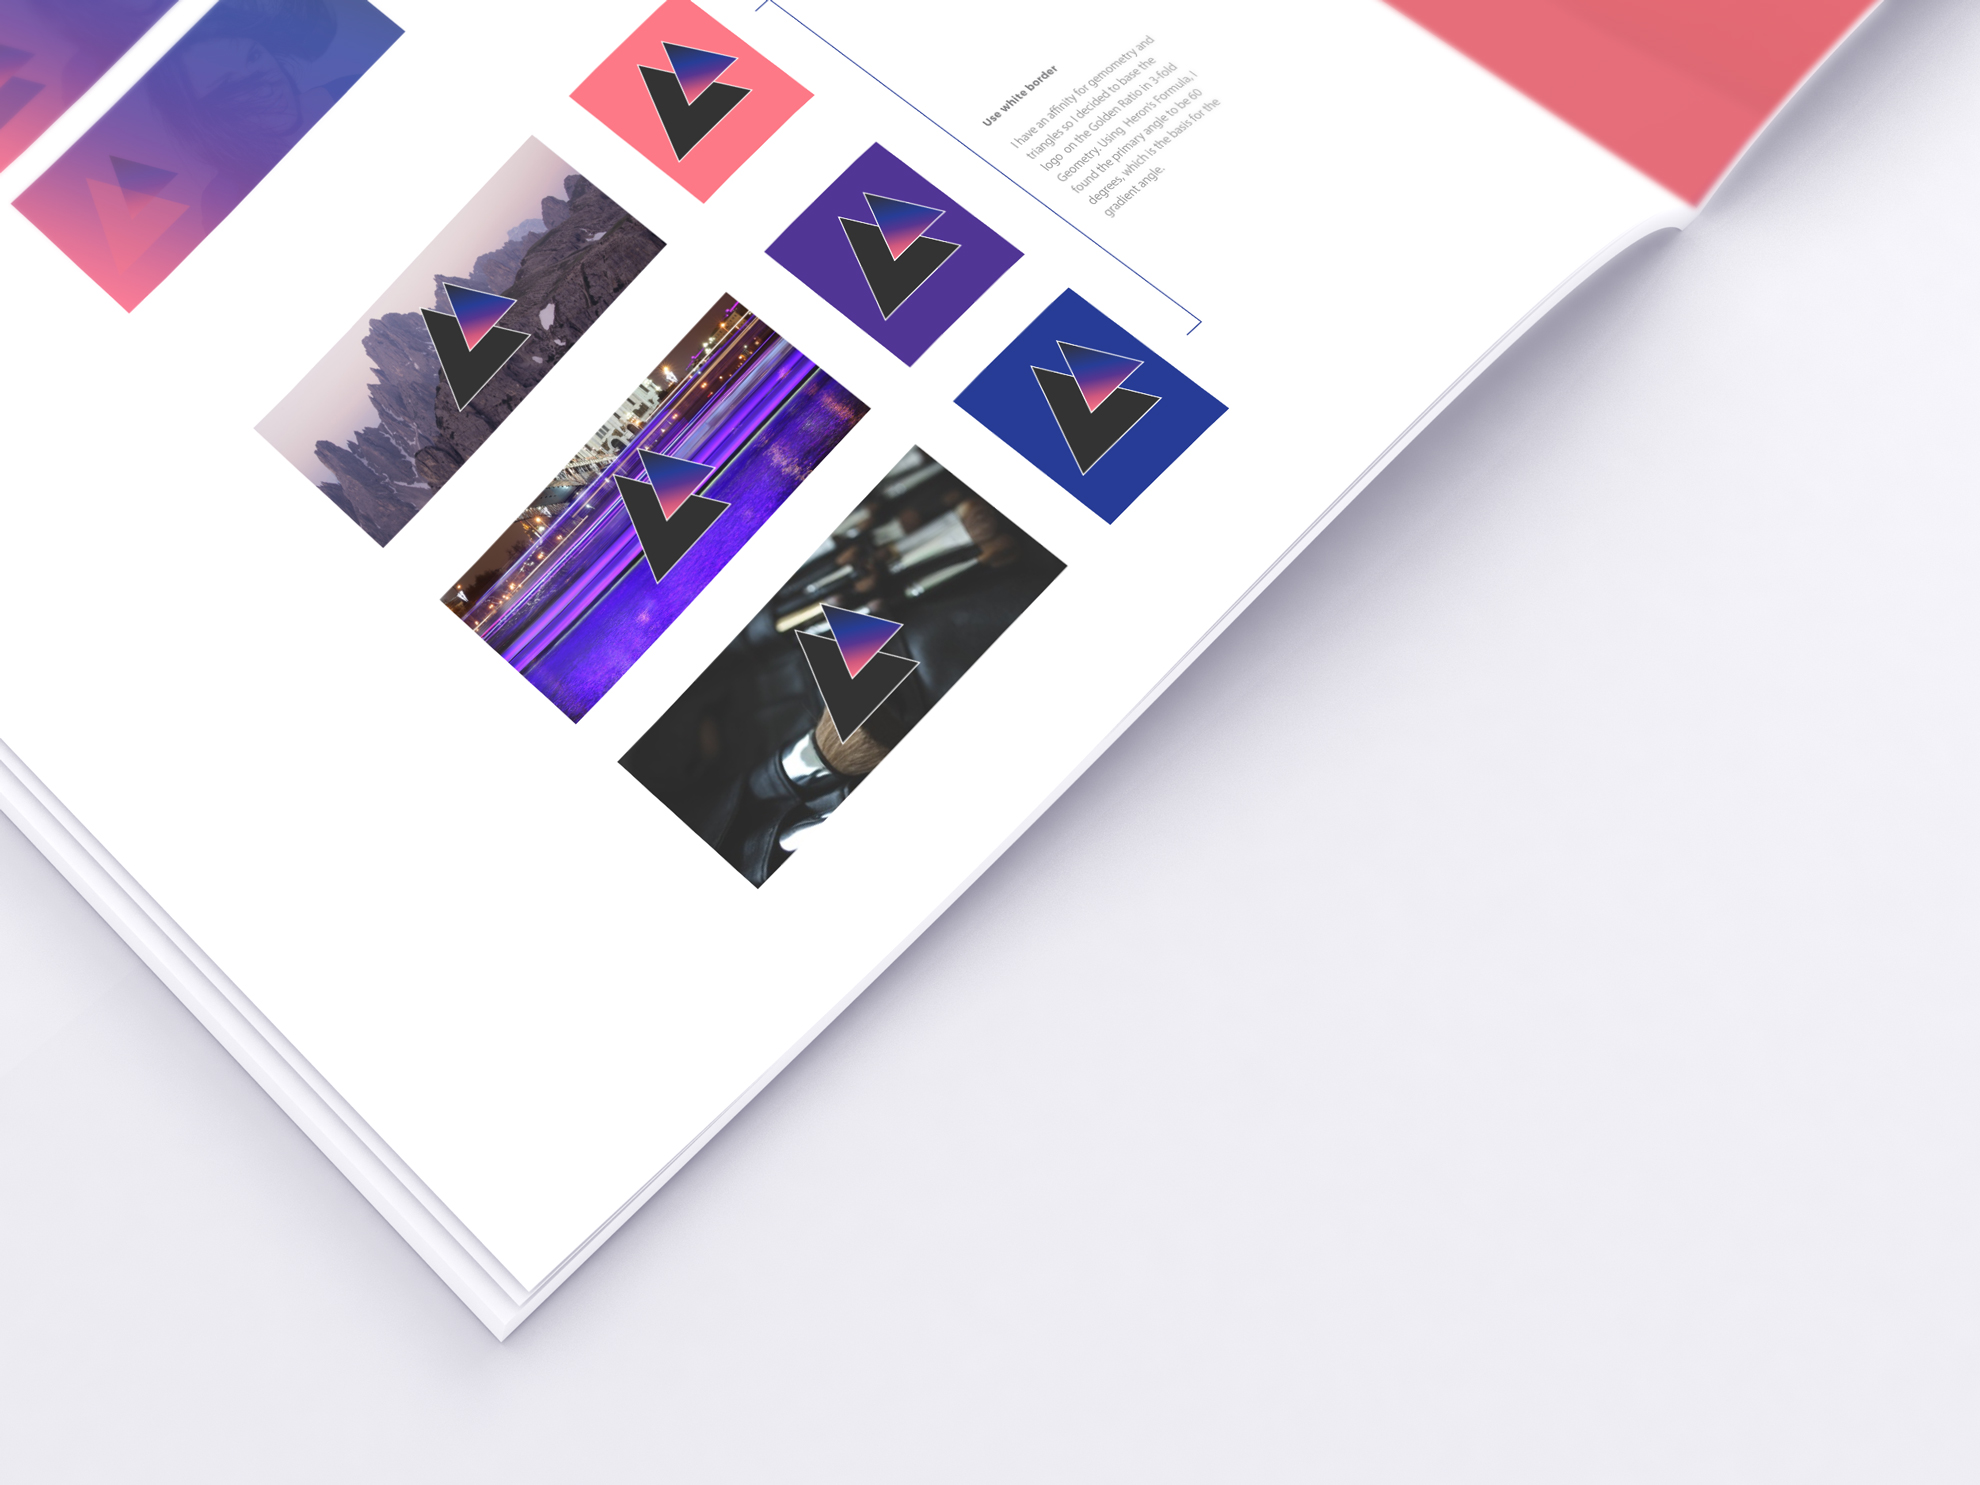 Use white border
I have an affinity for gemometry and
triangles so I decided to base the
logo on the Golden Ratio in 3-fold
Geometry. Using Heron's Formula, I
found the primary angle to be 60
degrees, which is the basis for the
gradient angle.